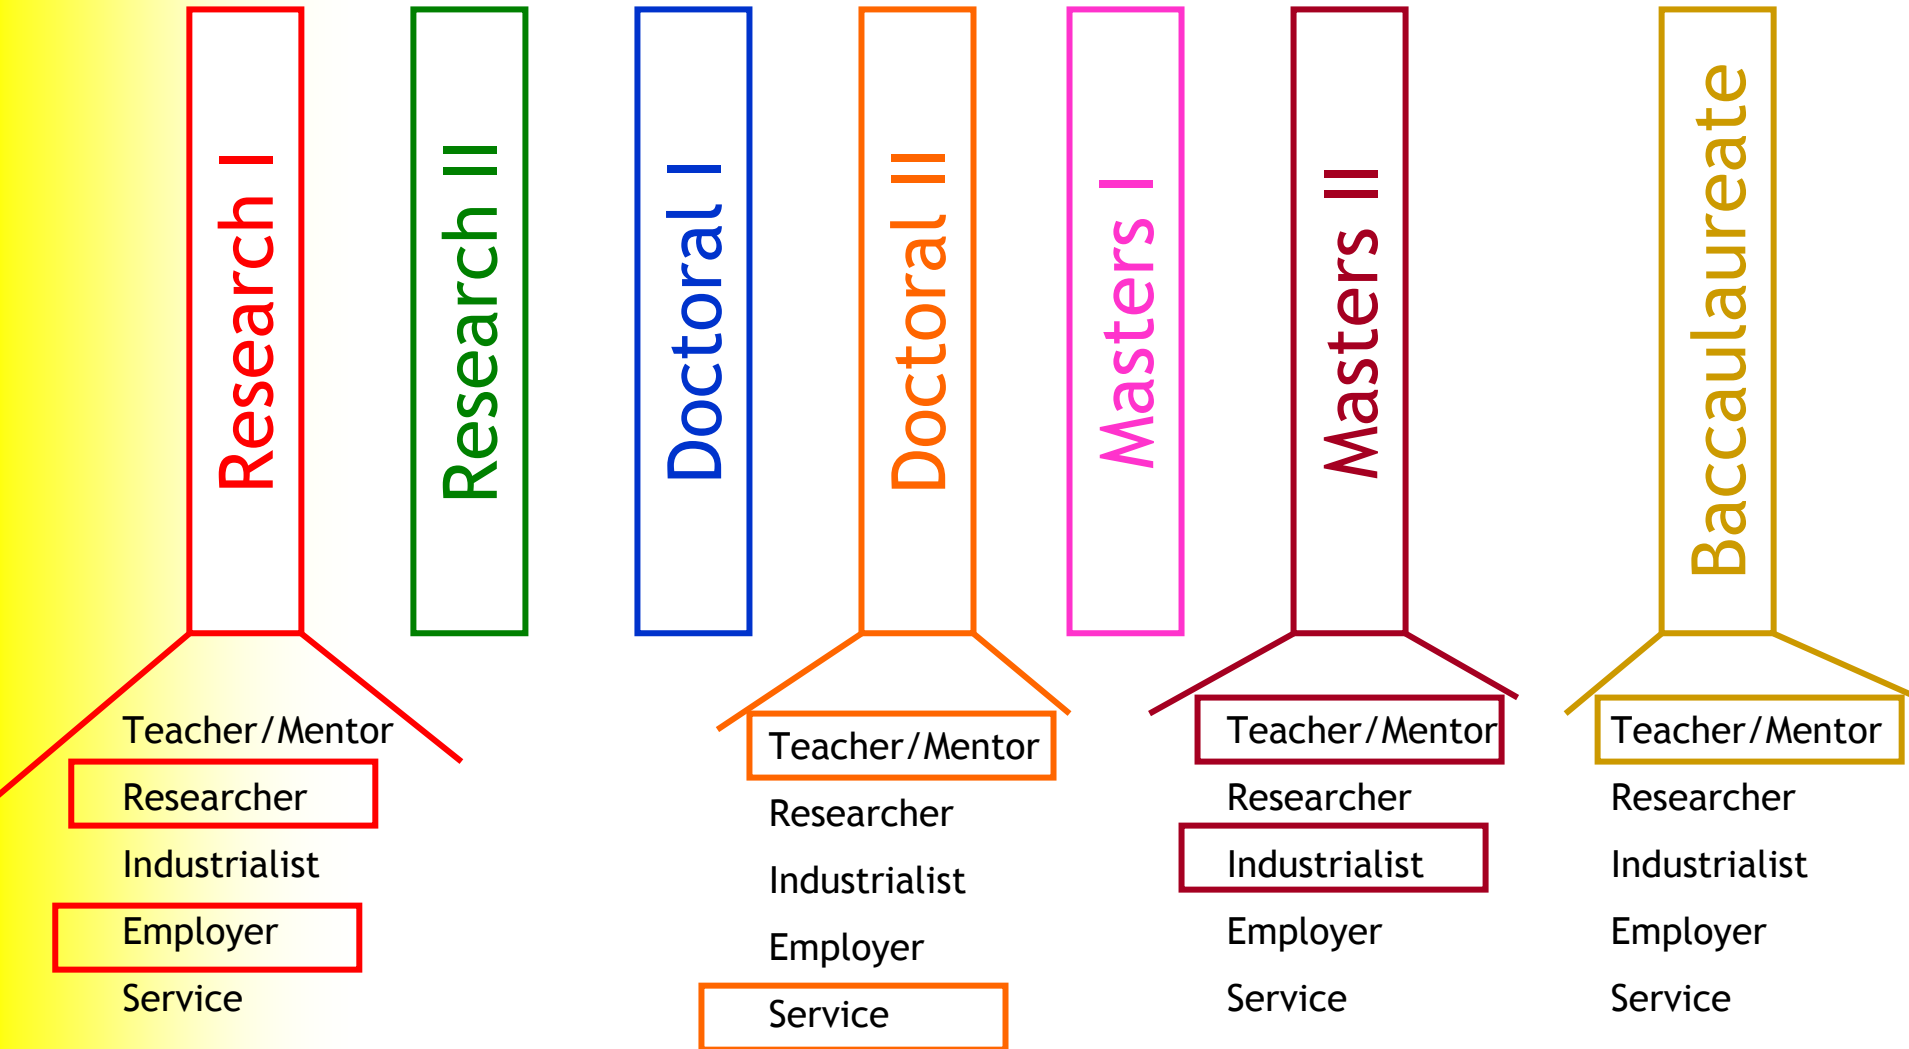 Research I
Research II
Doctoral I
Doctoral II
Masters I
Masters II
Baccaulaureate
Teacher/Mentor
Researcher
Industrialist
Employer
Service
Teacher/Mentor
Researcher
Industrialist
Employer
Service
Teacher/Mentor
Researcher
Industrialist
Employer
Service
Teacher/Mentor
Researcher
Industrialist
Employer
Service